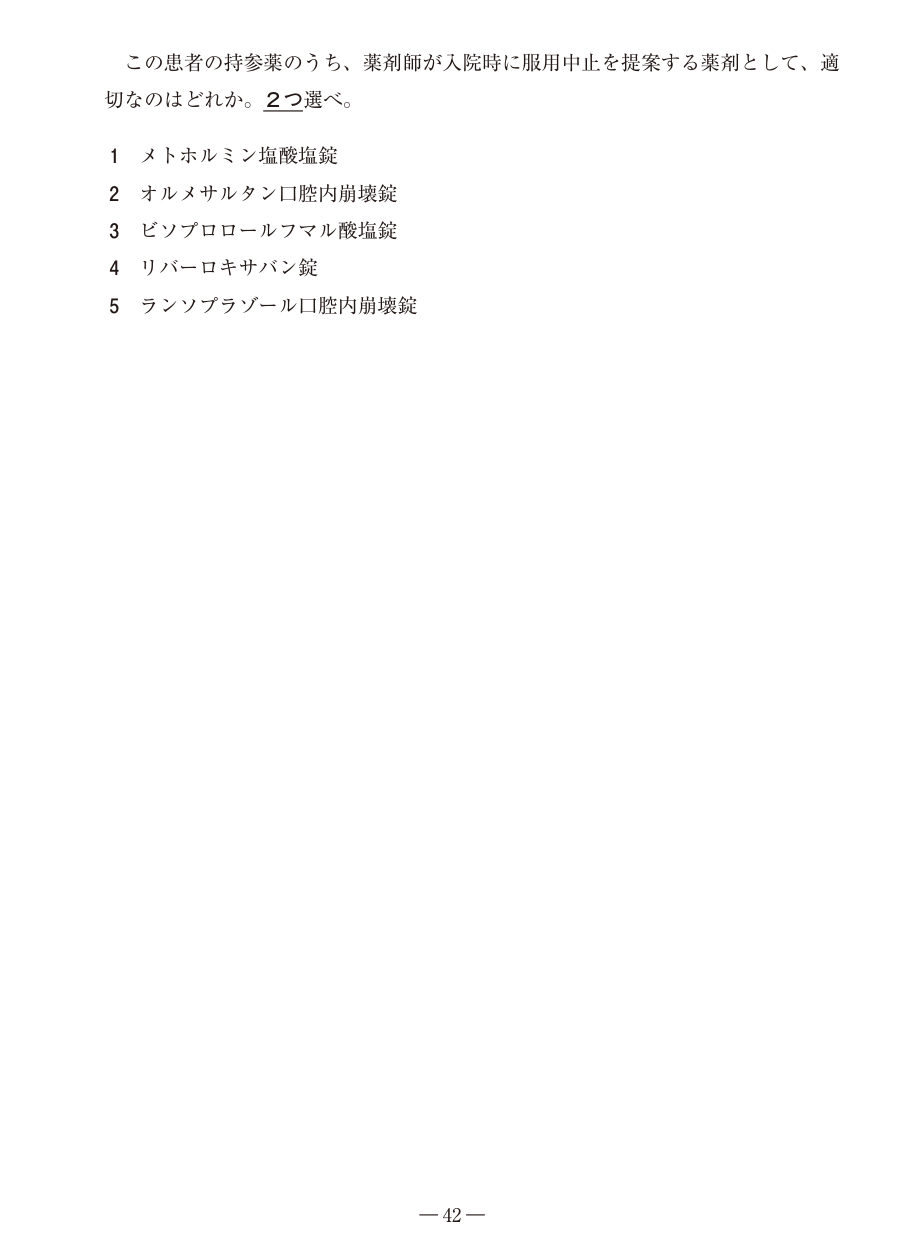 この患者の持参薬のうち、薬剤師が入院時に服用中止を提案する薬剤として、適
切なのはどれか。２つ選べ。
1 メトホルミン塩酸塩錠
2 オルメサルタン口腔内崩壊錠
3 ビソプロロールフマル酸塩錠
4 リバーロキサバン錠
5 ランソプラゾール口腔内崩壊錠
― 42 ―